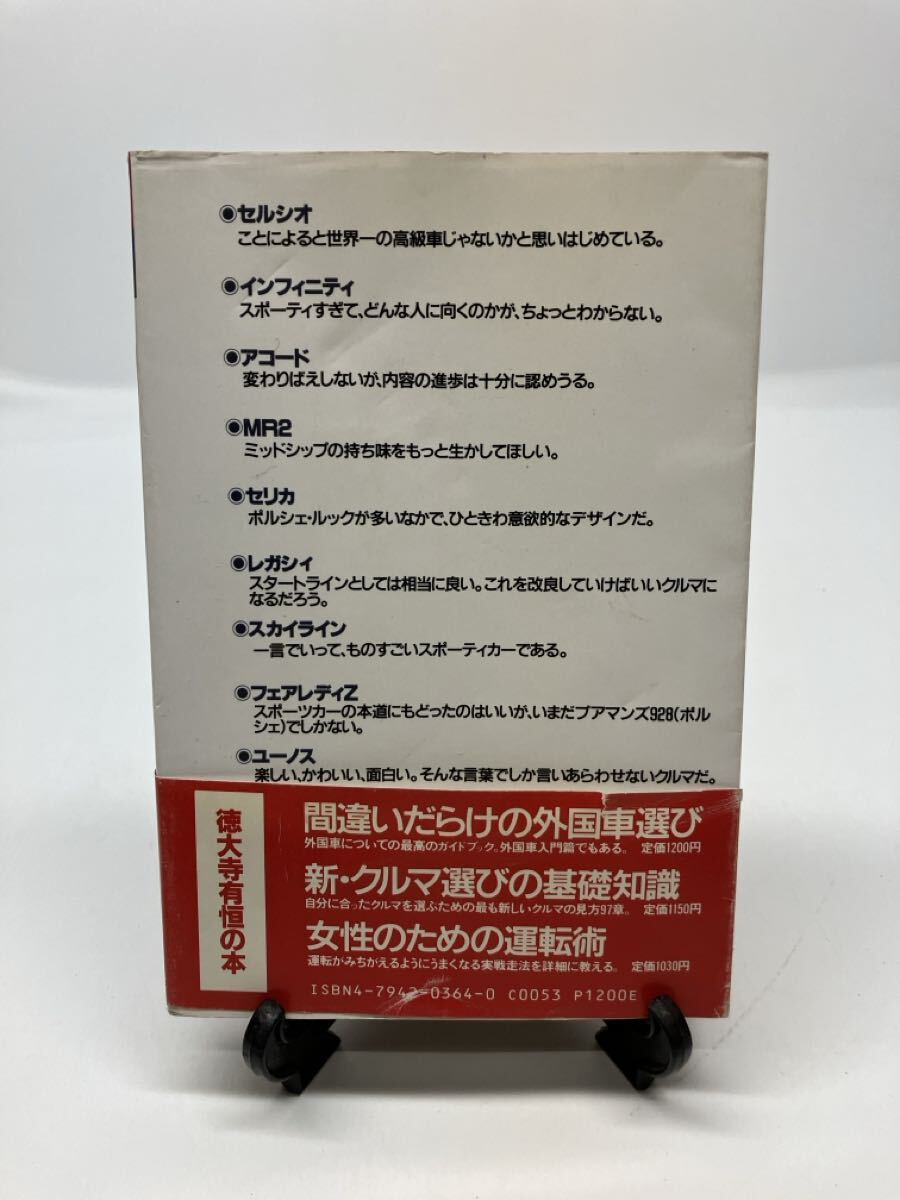 ◉セルシオ
ことによると世界一の高級車じゃないかと思いはじめている。
◉インフィニティ
スポーティすぎて、どんな人に向くのかが、ちょっとわからない。
◉アコード
変わりばえしないが、内容の進歩は十分に認めうる。
◉MR2
ミッドシップの持ち味をもっと生かしてほしい。
◉セリカ
ポルシェ・ルックが多いなかで、ひときわ意欲的なデザインだ。
◉レガシィ
スタートラインとしては相当に良い。これを改良していけばいいクルマに
なるだろう。
◉スカイライン
一言でいって、ものすごいスポーティカーである。
◉フェアレディZ
スポーツカーの本道にもどったのはいいが、いまだプアマンズ928(ポル
シェ)でしかない。
◉ユーノス
楽しい、かわいい、面白い。そんな言葉でしか言いあらわせないクルマだ。
徳大寺有恒の本
間違いだらけの外国車選び
外国車についての最高のガイドブック。外国車入門篇でもある。 定価1200円
新・クルマ選びの基礎知識
自分に合ったクルマを選ぶための最も新しいクルマの見方97章。 定価1150円
女性のための運転術
運転がみちがえるようにうまくなる実戦走法を詳細に教える。 定価1030円
ISBN4-7942-0364-0 C0053 P1200E